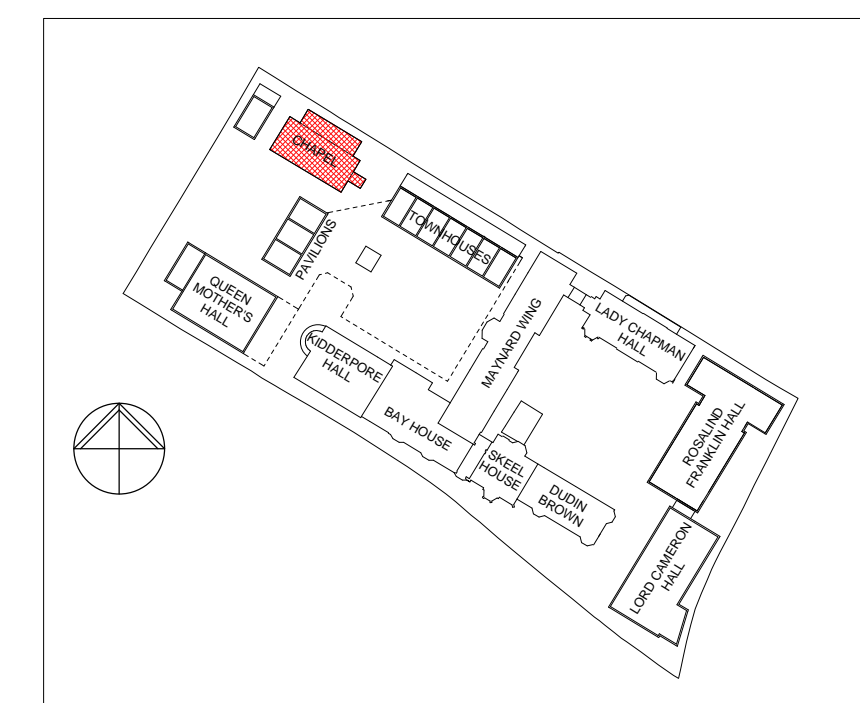 CHAPEL
TOWNHOUSES
PAVILIONS
QUEEN
MOTHER'S
HALL
KIDDERPORE
HALL
BAY HOUSE
MAYNARD WING
LADY CHAPMAN
HALL
SKEEL
HOUSE
DUDIN
BROWN
ROSALIND
FRANKLIN HALL
LORD CAMERON
HALL